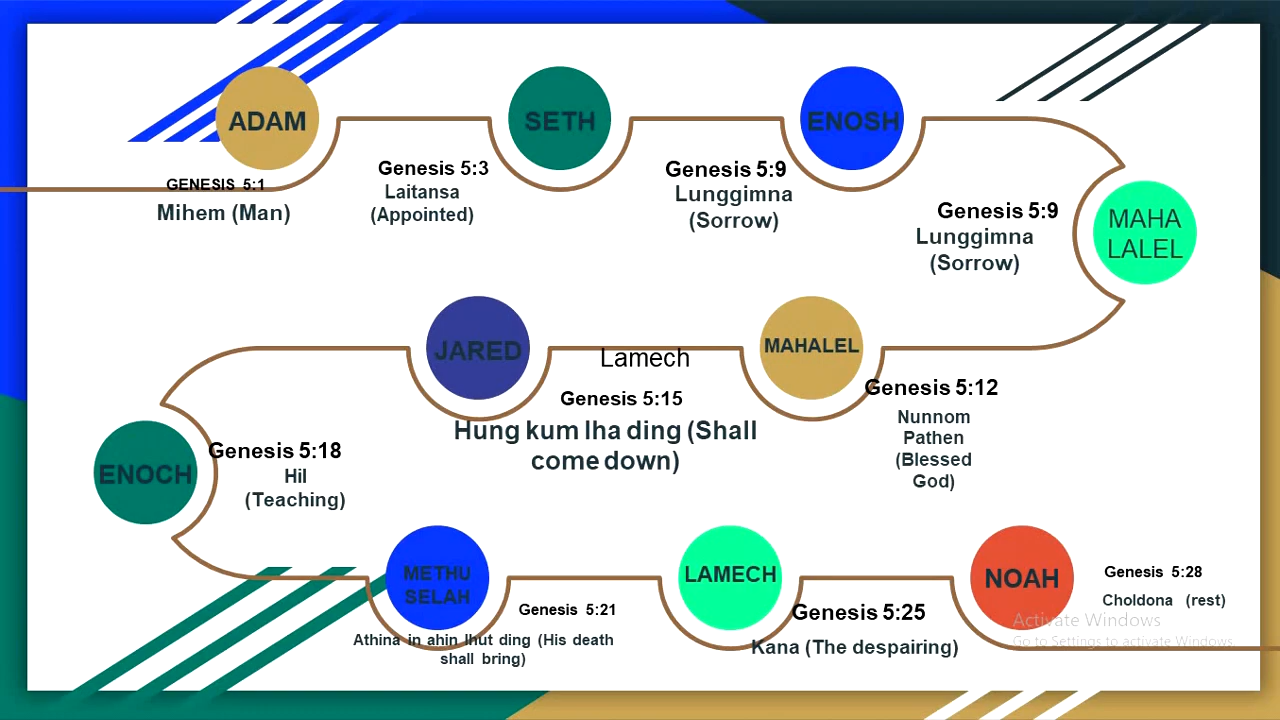 ADAM
GENESIS 5:1
Mihem (Man)
SETH
Genesis 5:3
Laitansa
(Appointed)
ENOSH
Genesis 5:9
Lunggimna
(Sorrow)
MAHA
LALEL
Genesis 5:9
Lunggimna
(Sorrow)
MAHALEL
Genesis 5:12
Nunnom
Pathen
(Blessed
God)
JARED
Lamech
Genesis 5:15
Hung kum lha ding (Shall
come down)
ENOCH
Genesis 5:18
Hil
(Teaching)
METHU
SELAH
Genesis 5:21
Athina in ahin lhut ding (His death
shall bring)
LAMECH
Genesis 5:25
Kana (The despairing)
NOAH
Genesis 5:28
Choldona (rest)
Activate Windows
Go to Settings to activate Windows.